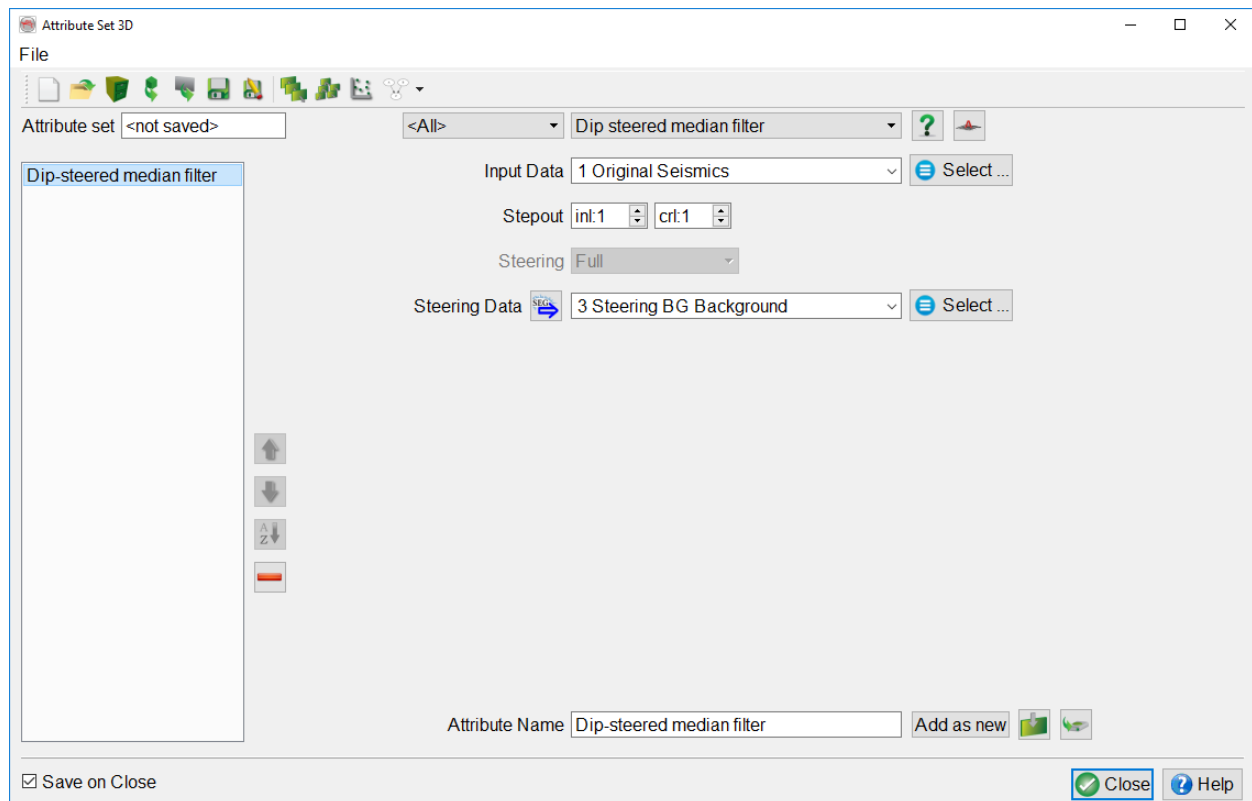 Attribute Set 3D
File
Attribute set <not saved> <All> Dip steered median filter
Dip-steered median filter
Input Data 1 Original Seismics Select ...
Stepout inl:1 crl:1
Steering Full
Steering Data SEG 3 Steering BG Background Select ...
A
Z
Attribute Name Dip-steered median filter Add as new
Save on Close Close Help